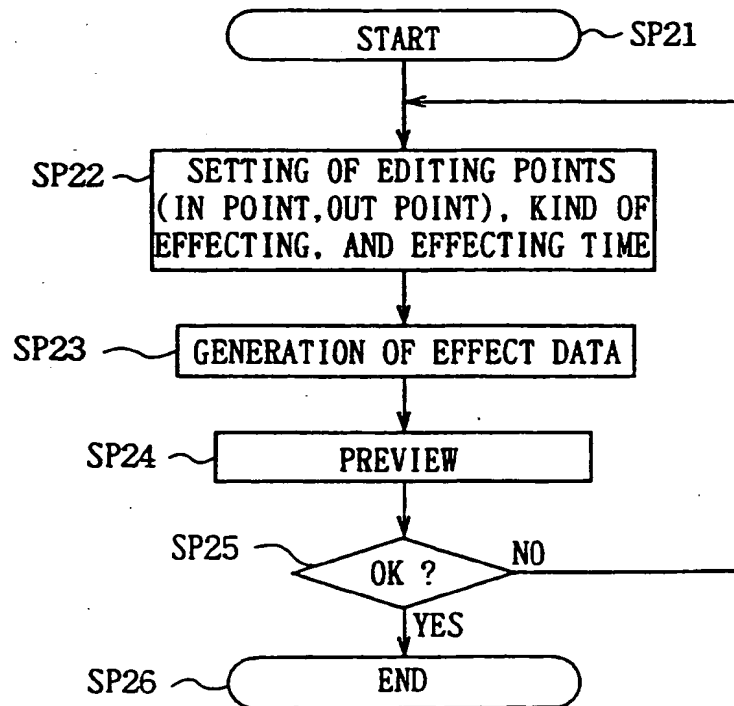 START
SP21
SP22
SETTING OF EDITING POINTS
(IN POINT,OUT POINT), KIND OF
EFFECTING, AND EFFECTING TIME
SP23
GENERATION OF EFFECT DATA
SP24
PREVIEW
SP25
OK ?
NO
YES
SP26
END